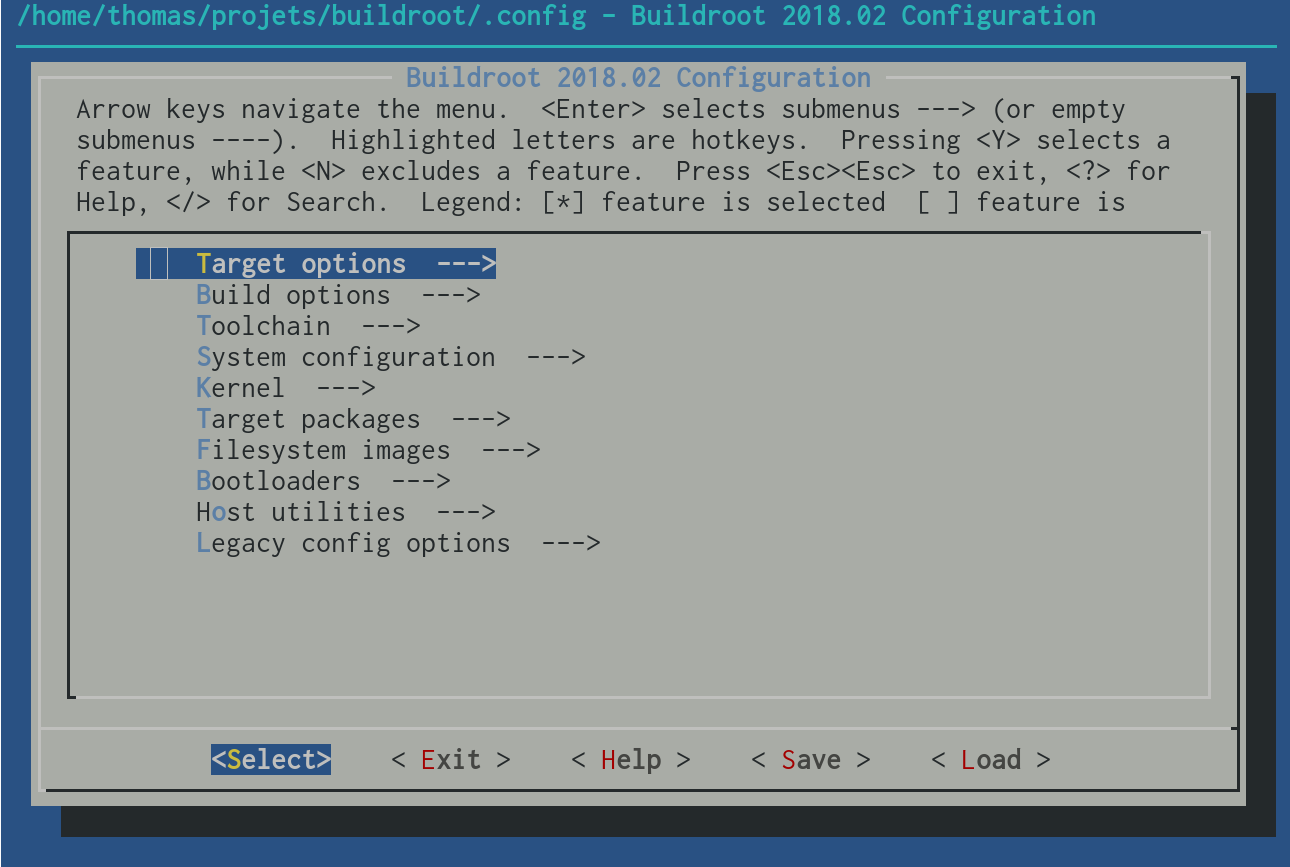 /home/thomas/projets/buildroot/.config - Buildroot 2018.02 Configuration
Buildroot 2018.02 Configuration
Arrow keys navigate the menu.  <Enter> selects submenus ---> (or empty
submenus ----).  Highlighted letters are hotkeys.  Pressing <Y> selects a
feature, while <N> excludes a feature.  Press <Esc><Esc> to exit, <?> for
Help, </> for Search.  Legend: [*] feature is selected  [ ] feature is
Target options  --->
Build options  --->
Toolchain  --->
System configuration  --->
Kernel  --->
Target packages  --->
Filesystem images  --->
Bootloaders  --->
Host utilities  --->
Legacy config options  --->
<Select>    < Exit >    < Help >    < Save >    < Load >